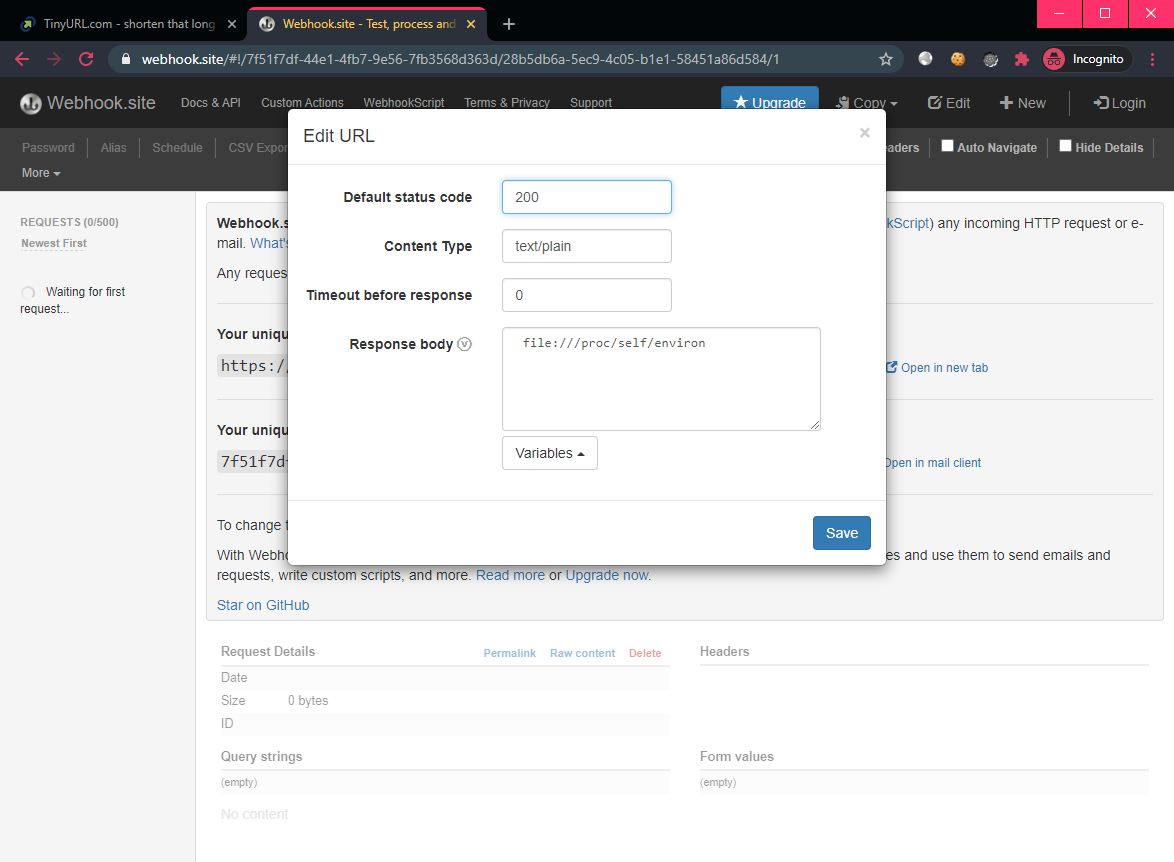 TinyURL.com - shorten that long
Webhook.site - Test, process and
webhook.site/#!/7f51f7df-44e1-4fb7-9e56-7fb3568d363d/28b5db6a-5ec9-4c05-b1e1-58451a86d584/1
Incognito
Webhook.site
Docs & API
Custom Actions
WebhookScript
Terms & Privacy
Support
Upgrade
Copy
Edit
New
Login
Password
Alias
Schedule
CSV Expor
aders
Auto Navigate
Hide Details
More
Edit URL
×
Default status code
200
Content Type
text/plain
Timeout before response
0
Response body
file:///proc/self/environ
Variables
Save
REQUESTS (0/500)
Newest First
Waiting for first
request...
Webhook.s
kScript) any incoming HTTP request or e-
mail. What's
Any reques
Your uniqu
https:/
Open in new tab
Your uniqu
7f51f7d
Open in mail client
To change
With Webh
es and use them to send emails and
requests, write custom scripts, and more. Read more or Upgrade now.
Star on GitHub
Request Details
Permalink
Raw content
Delete
Headers
Date
Size 0 bytes
ID
Query strings
Form values
(empty)
(empty)
No content